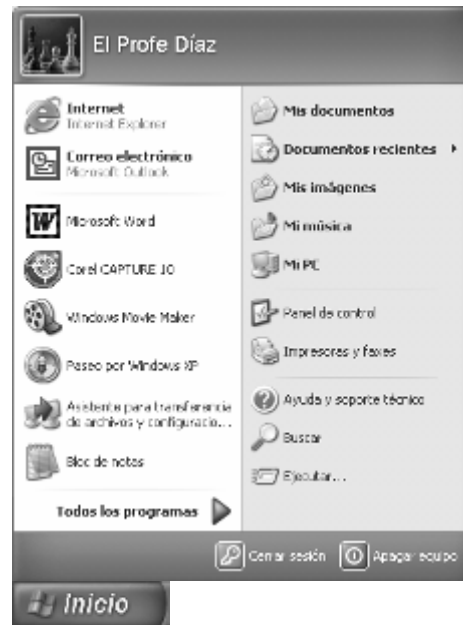 El Profe Díaz
Internet
Internet Explorer
Correo electrónico
Microsoft Outlook
Microsoft Word
Corel CAPTURE 10
Windows Movie Maker
Paseo por Windows XP
Asistente para transferencia
de archivos y configuracio...
Bloc de notas
Todos los programas
Mis documentos
Documentos recientes
Mis imágenes
Mi música
Mi PC
Panel de control
Impresoras y faxes
Ayuda y soporte técnico
Buscar
Ejecutar...
Cerrar sesión
Apagar equipo
Inicio